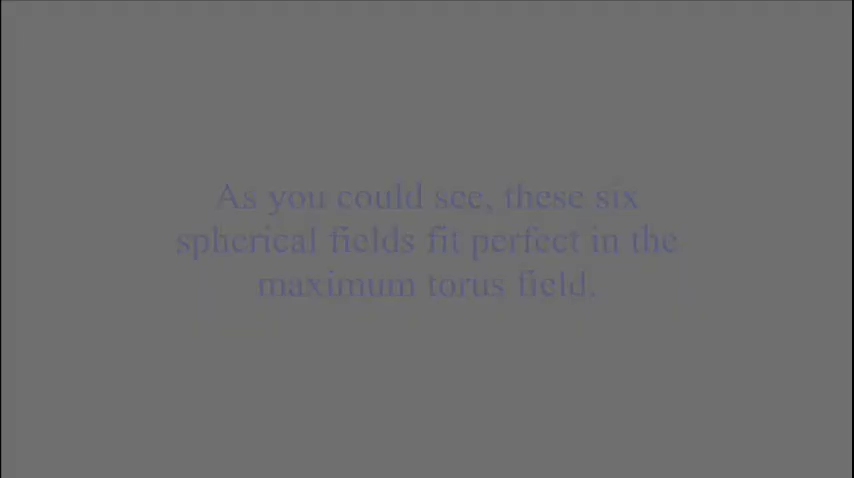 As you could see, these six
spherical fields fit perfect in the
maximum torus field.